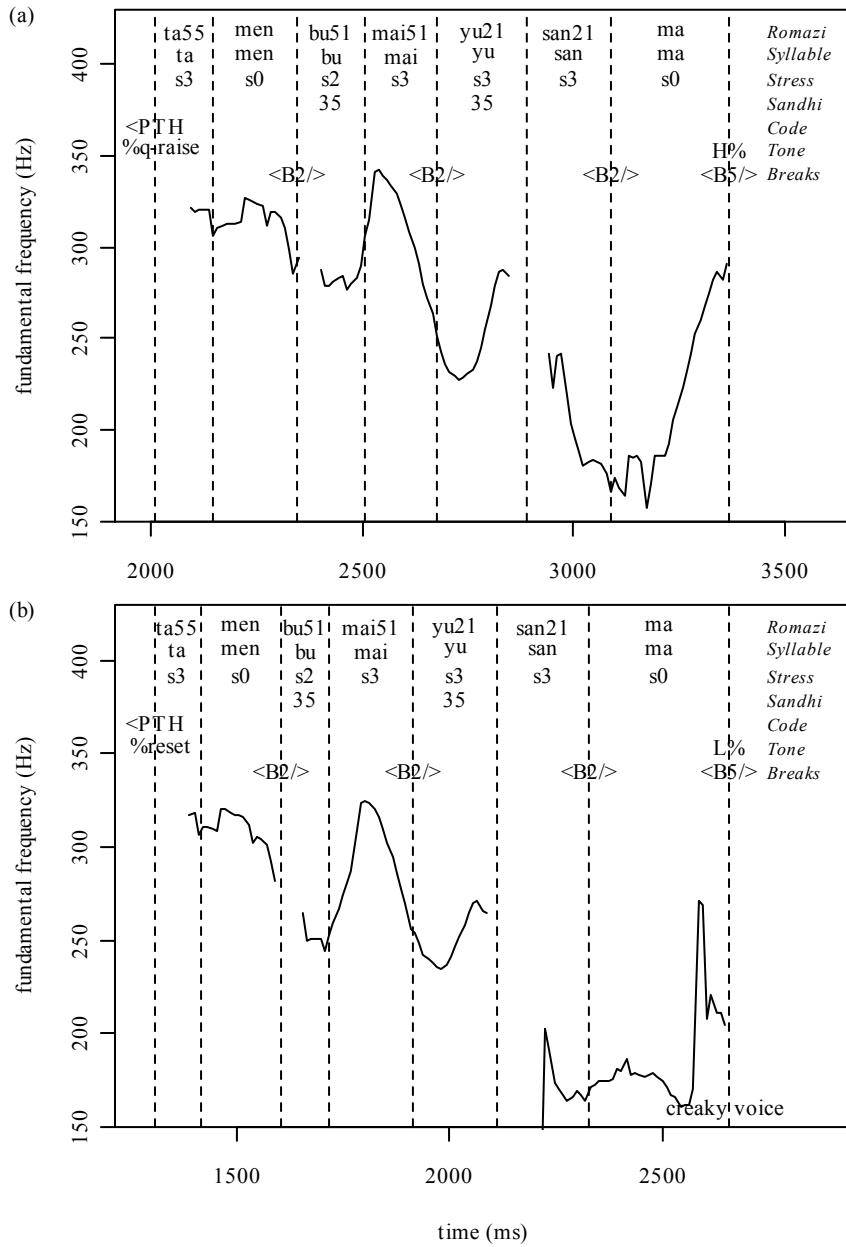 (a)
ta55 men bu51 mai51 yu21 san21 ma Romazi
ta men bu mai yu san ma Syllable
s3 s0 s2 s3 s3 s3 s0 Stress
35 35 Sandhi
<PTH Code
%q-raise H% Tone
<B2/> <B2/> <B2/> <B5/> Breaks
fundamental frequency (Hz)
400
350
300
250
200
150
2000 2500 3000 3500
(b)
ta55 men bu51 mai51 yu21 san21 ma Romazi
ta men bu mai yu san ma Syllable
s3 s0 s2 s3 s3 s3 s0 Stress
35 35 Sandhi
<PTH Code
%reset L% Tone
<B2/> <B2/> <B2/> <B5/> Breaks
fundamental frequency (Hz)
400
350
300
250
200
150
creaky voice
1500 2000 2500
time (ms)